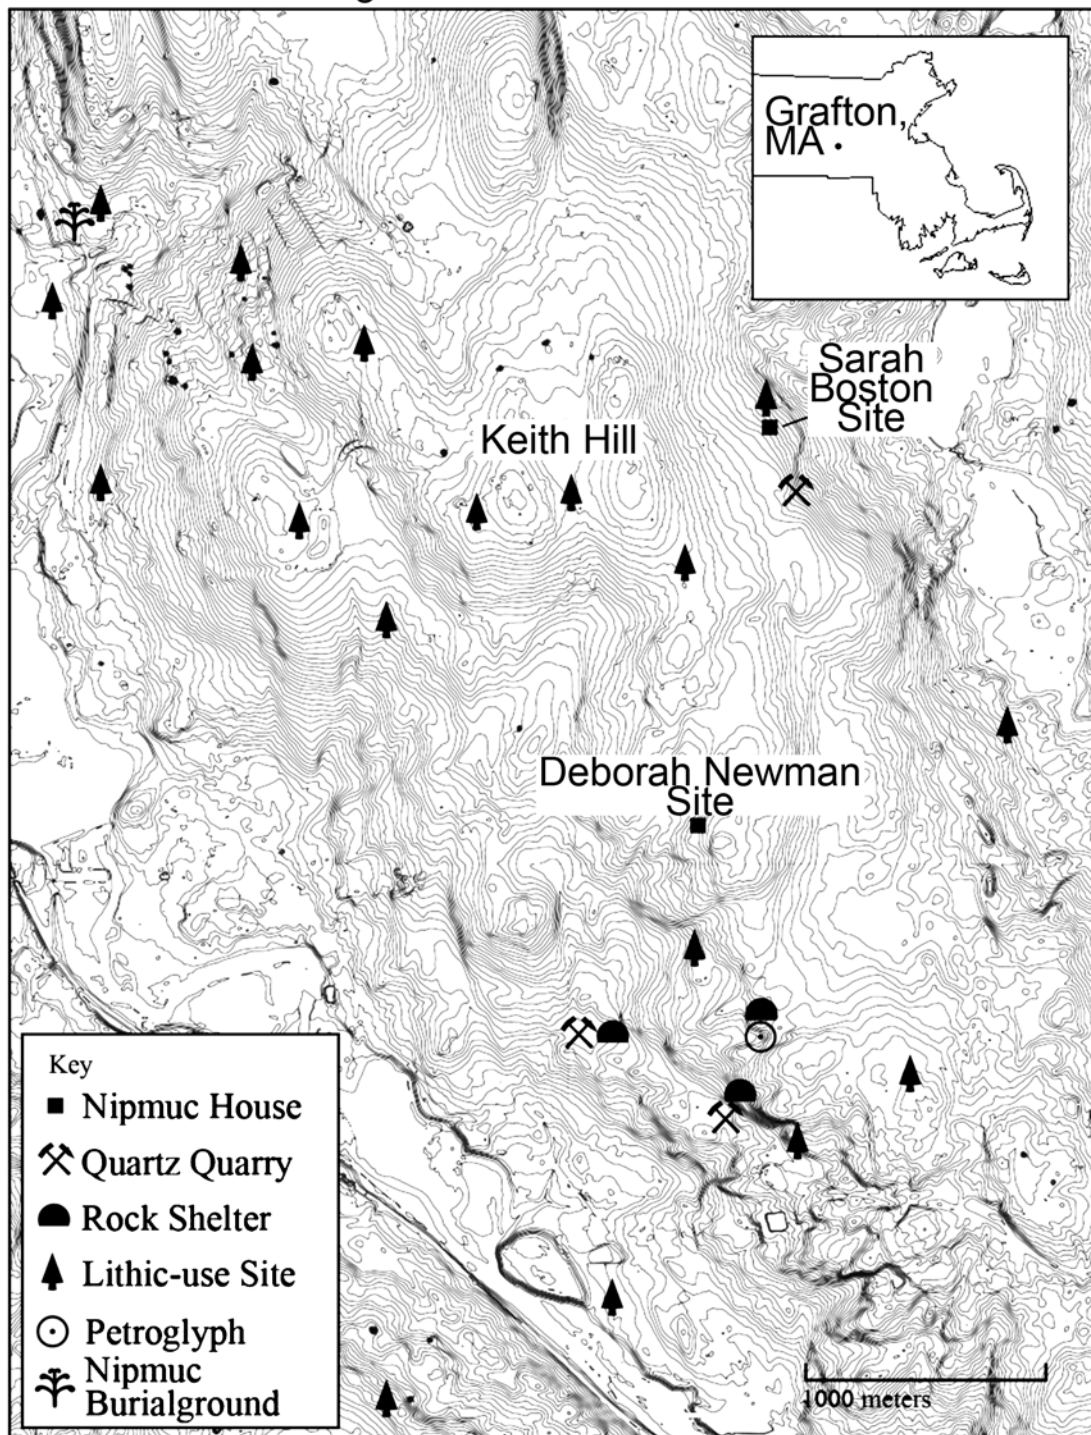 Grafton,
MA
Sarah
Boston
Site
Keith Hill
Deborah Newman
Site
Key
Nipmuc House
Quartz Quarry
Rock Shelter
Lithic-use Site
Petroglyph
Nipmuc
Burialground
1000 meters